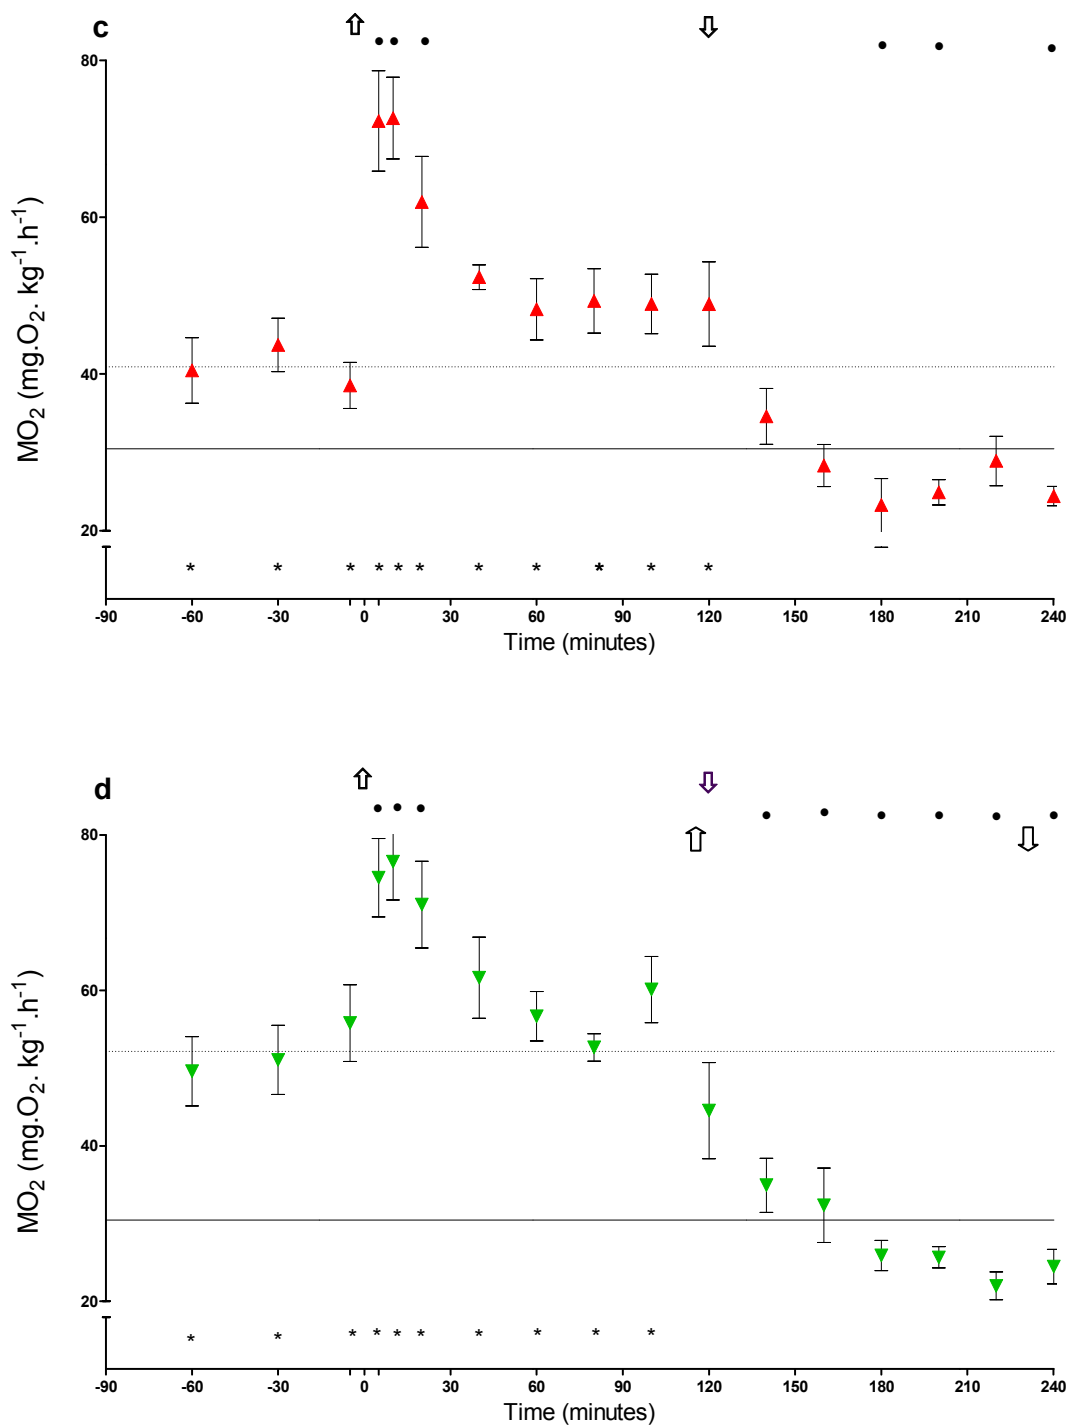 c
80
60
40
20
MO₂ (mg.O₂. kg⁻¹.h⁻¹)
* * * * * * * * * * *
-90 -60 -30 0 30 60 90 120 150 180 210 240
Time (minutes)
d
80
60
40
20
MO₂ (mg.O₂. kg⁻¹.h⁻¹)
* * * * * * * * * *
-90 -60 -30 0 30 60 90 120 150 180 210 240
Time (minutes)